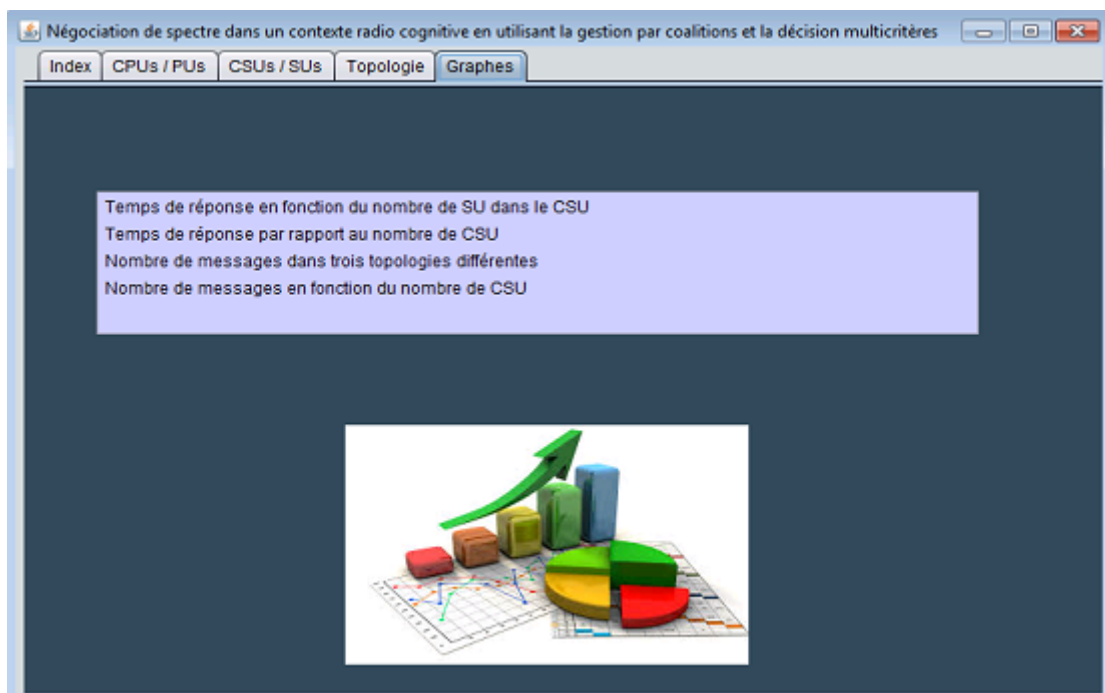 Négociation de spectre dans un contexte radio cognitive en utilisant la gestion par coalitions et la décision multicritères
Index CPUs / PUs CSUs / SUs Topologie Graphes
Temps de réponse en fonction du nombre de SU dans le CSU
Temps de réponse par rapport au nombre de CSU
Nombre de messages dans trois topologies différentes
Nombre de messages en fonction du nombre de CSU